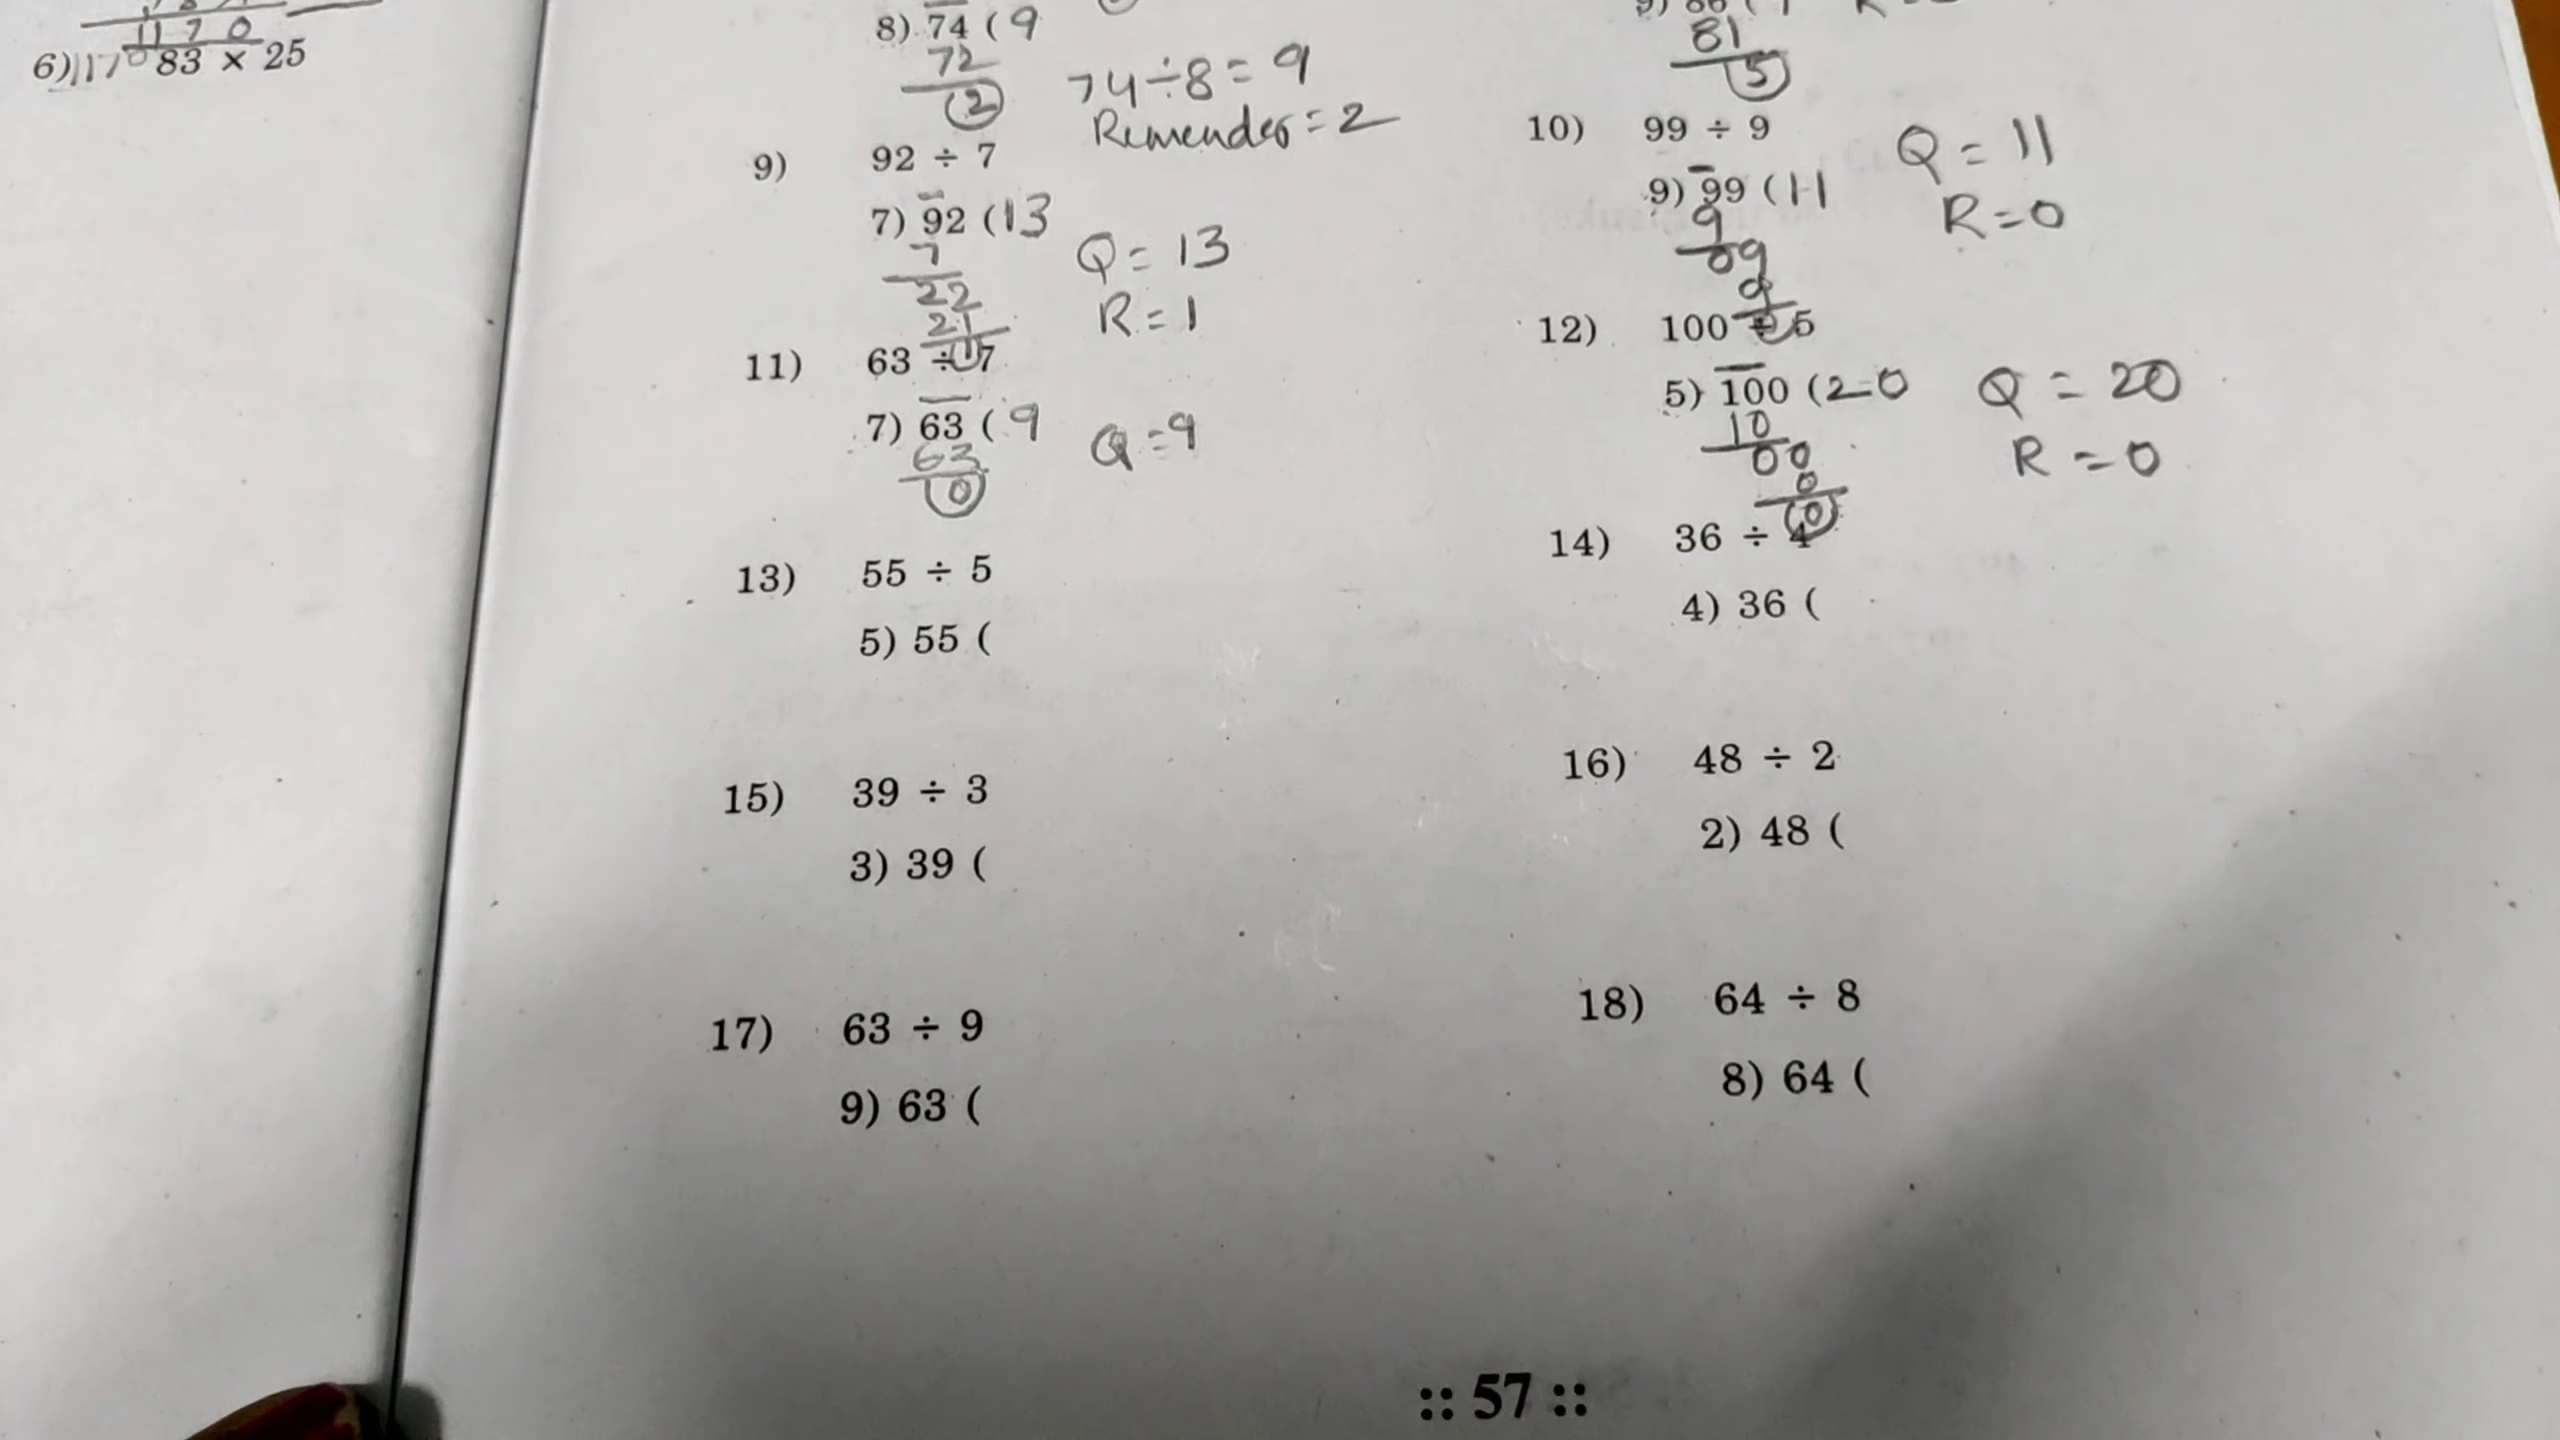 1170
6) 83 × 25
8) 74 ( 9
72
2
74÷8 = 9
Remender = 2
9) 92 ÷ 7
7) 92 (13
7
22
21
1
Q = 13
R = 1
11) 63 ÷ 7
7) 63 ( 9
63
0
Q = 9
13) 55 ÷ 5
5) 55 (
15) 39 ÷ 3
3) 39 (
17) 63 ÷ 9
9) 63 (
81
5
10) 99 ÷ 9
9) 99 (11
9
09
9
0
Q = 11
R = 0
12) 100 ÷ 5
5) 100 (20
10
00
0
0
Q = 20
R = 0
14) 36 ÷ 4
4) 36 (
16) 48 ÷ 2
2) 48 (
18) 64 ÷ 8
8) 64 (
:: 57 ::